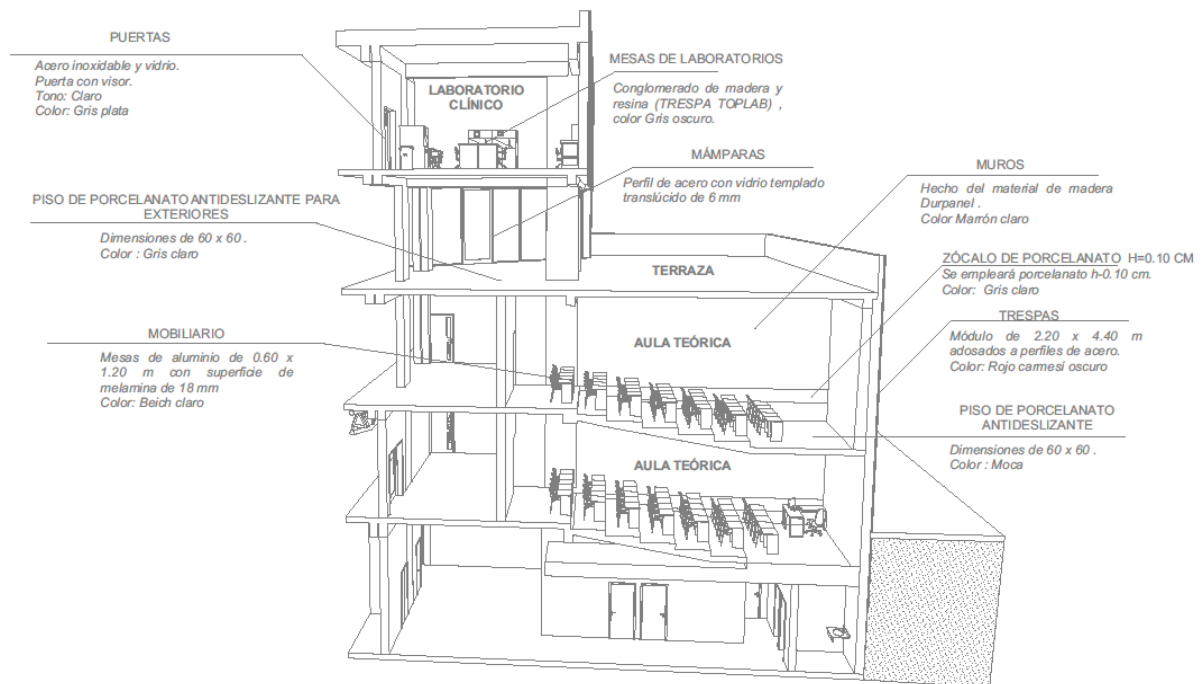 PUERTAS
Acero inoxidable y vidrio.
Puerta con visor.
Tono: Claro
Color: Gris plata
LABORATORIO
CLÍNICO
MESAS DE LABORATORIOS
Conglomerado de madera y
resina (TRESPA TOPLAB) ,
color Gris oscuro.
MÁMPARAS
Perfil de acero con vidrio templado
translúcido de 6 mm
MUROS
Hecho del material de madera
Durpanel .
Color Marrón claro
PISO DE PORCELANATO ANTIDESLIZANTE PARA
EXTERIORES
Dimensiones de 60 x 60 .
Color : Gris claro
TERRAZA
ZÓCALO DE PORCELANATO H=0.10 CM
Se empleará porcelanato h-0.10 cm.
Color: Gris claro
MOBILIARIO
Mesas de aluminio de 0.60 x
1.20 m con superficie de
melamina de 18 mm
Color: Beich claro
AULA TEÓRICA
TRESPAS
Módulo de 2.20 x 4.40 m
adosados a perfiles de acero.
Color: Rojo carmesi oscuro
PISO DE PORCELANATO
ANTIDESLIZANTE
Dimensiones de 60 x 60 .
Color : Moca
AULA TEÓRICA